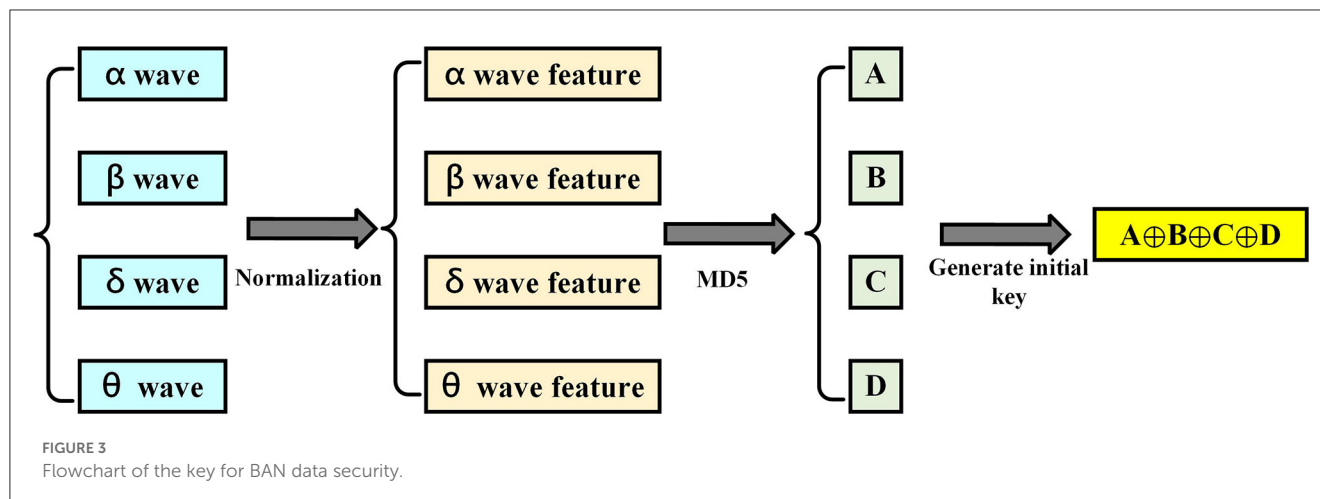 α wave
β wave
δ wave
θ wave
Normalization
α wave feature
β wave feature
δ wave feature
θ wave feature
MD5
A
B
C
D
Generate initial
key
A⊕B⊕C⊕D
FIGURE 3
Flowchart of the key for BAN data security.